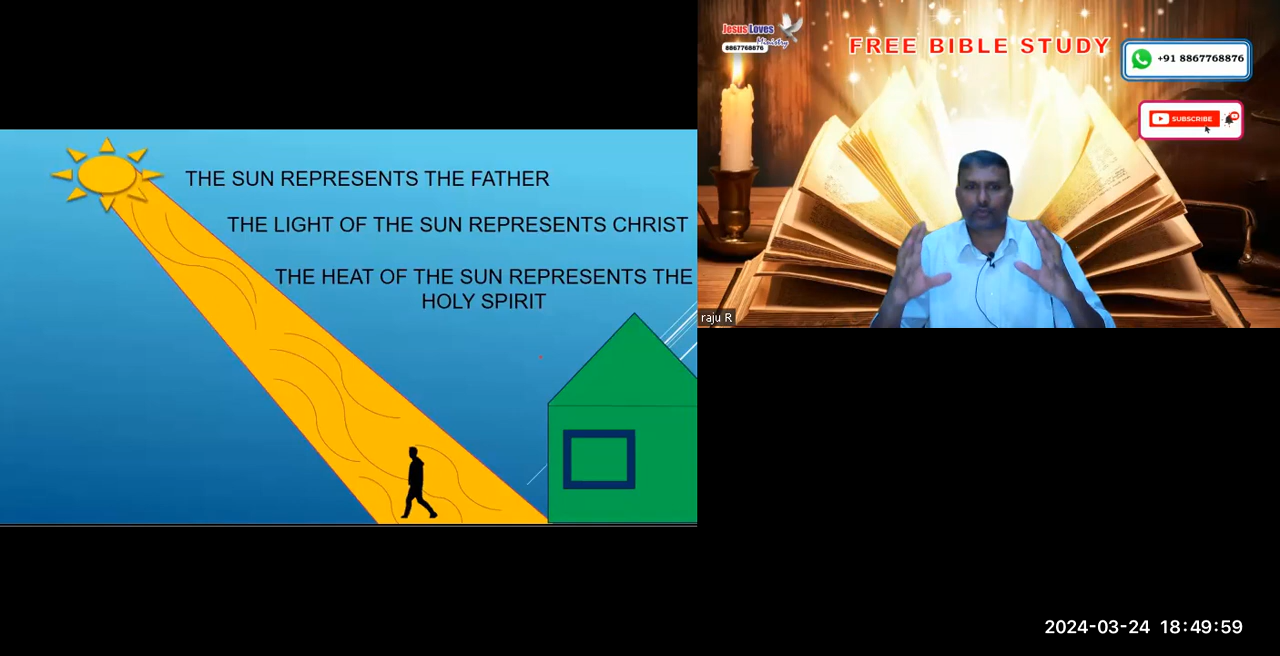 THE SUN REPRESENTS THE FATHER
THE LIGHT OF THE SUN REPRESENTS CHRIST
THE HEAT OF THE SUN REPRESENTS THE
HOLY SPIRIT
Jesus Loves
Ministry
8867768876
FREE BIBLE STUDY
+91 8867768876
SUBSCRIBE
raju R
2024-03-24 18:49:59